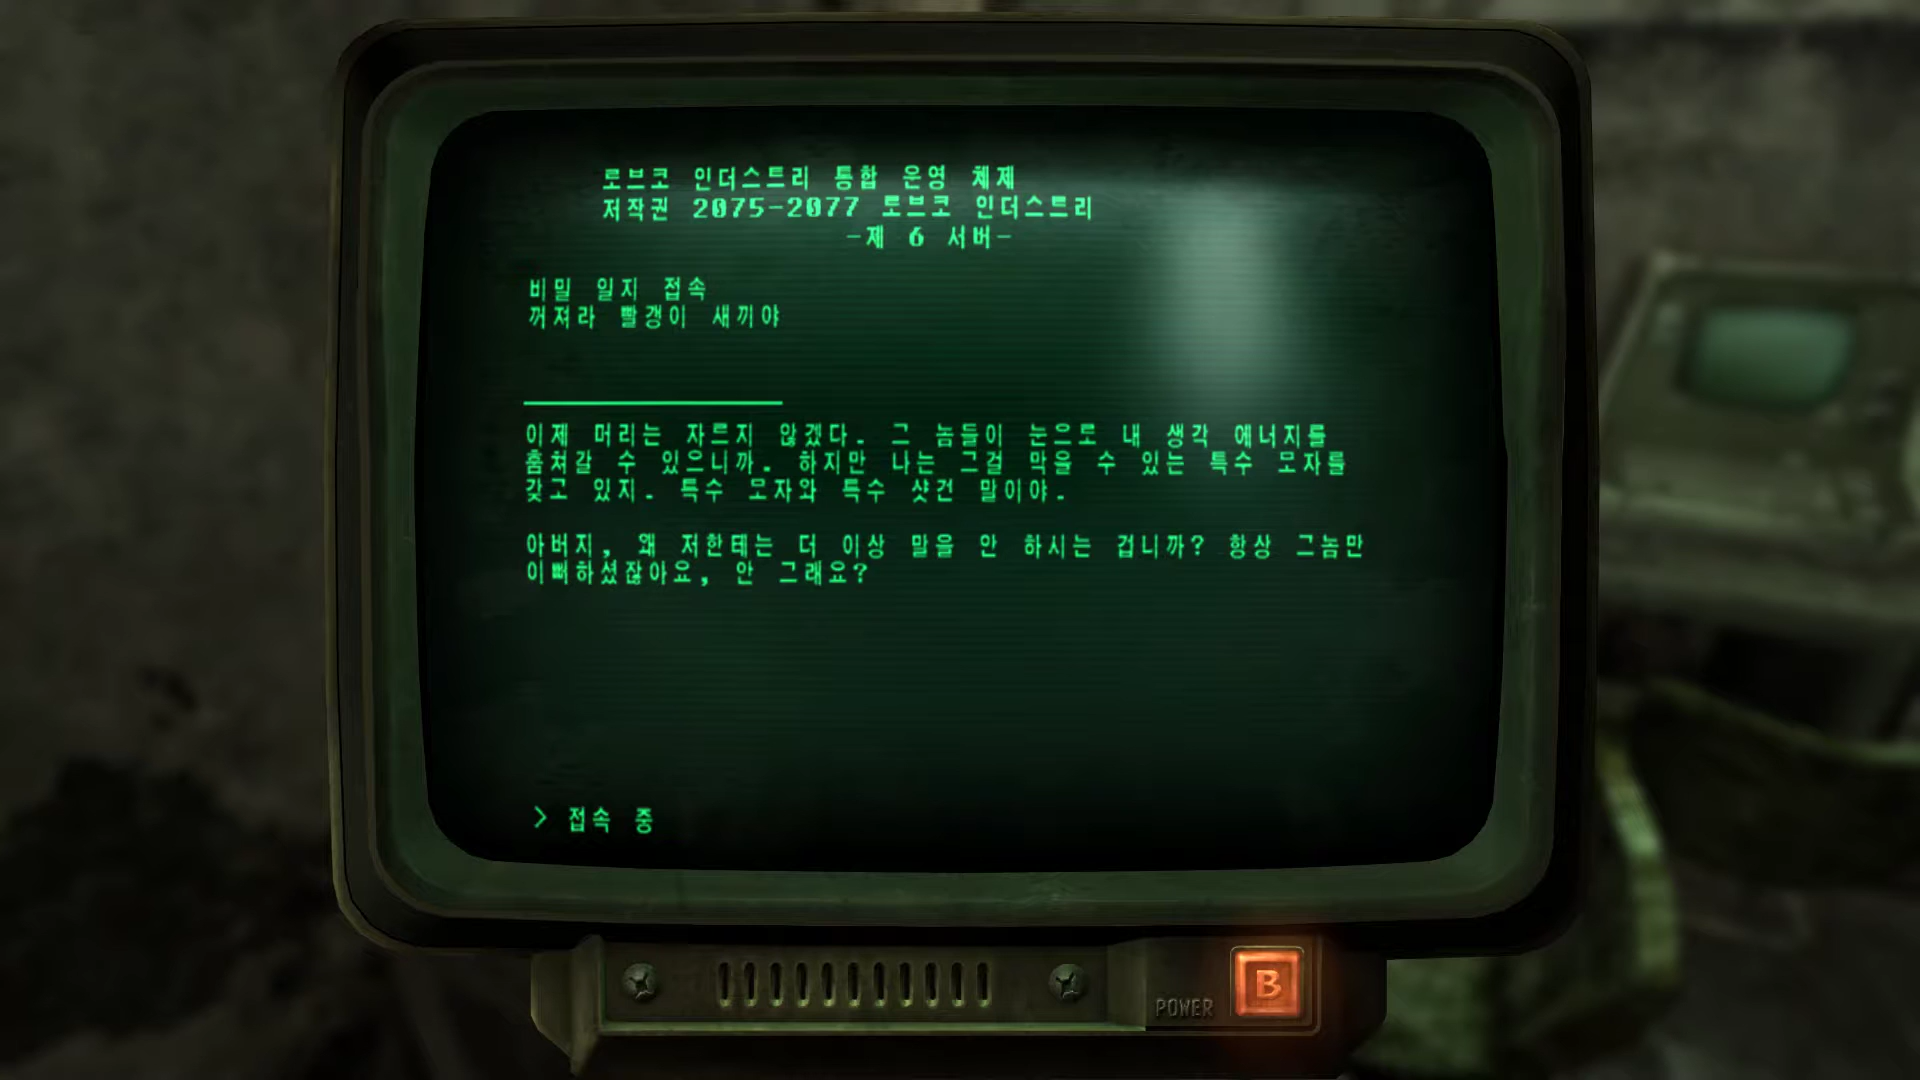 로브코 인더스트리 통합 운영 체제
저작권 2075-2077 로브코 인더스트리
-제 6 서버-
비밀 일지 접속
꺼져라 빨갱이 새끼야
이제 머리는 자르지 않겠다. 그 놈들이 눈으로 내 생각 에너지를
훔쳐갈 수 있으니까. 하지만 나는 그걸 막을 수 있는 특수 모자를
갖고 있지. 특수 모자와 특수 샷건 말이야.
아버지, 왜 저한테는 더 이상 말을 안 하시는 겁니까? 항상 그놈만
이뻐하셨잖아요, 안 그래요?
> 접속 중
POWER
B